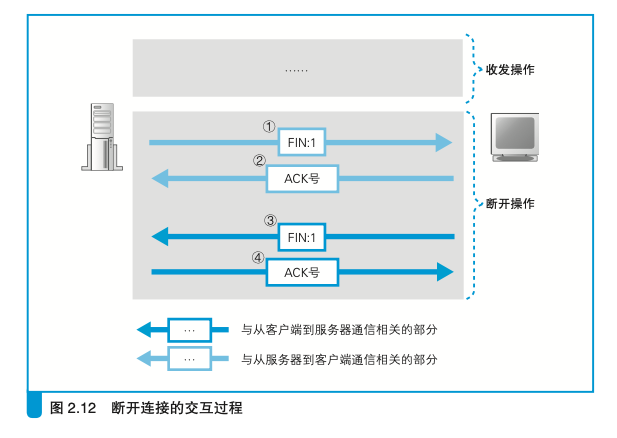 ……
收发操作
①
FIN:1
②
ACK号
断开操作
③
FIN:1
④
ACK号
… 与从客户端到服务器通信相关的部分
… 与从服务器到客户端通信相关的部分
图 2.12 断开连接的交互过程